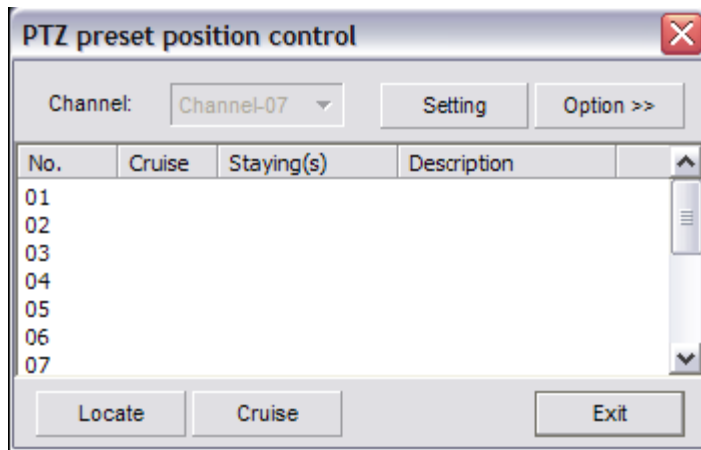 PTZ preset position control
Channel: Channel-07 Setting Option >>
No. Cruise Staying(s) Description
01
02
03
04
05
06
07
Locate Cruise Exit